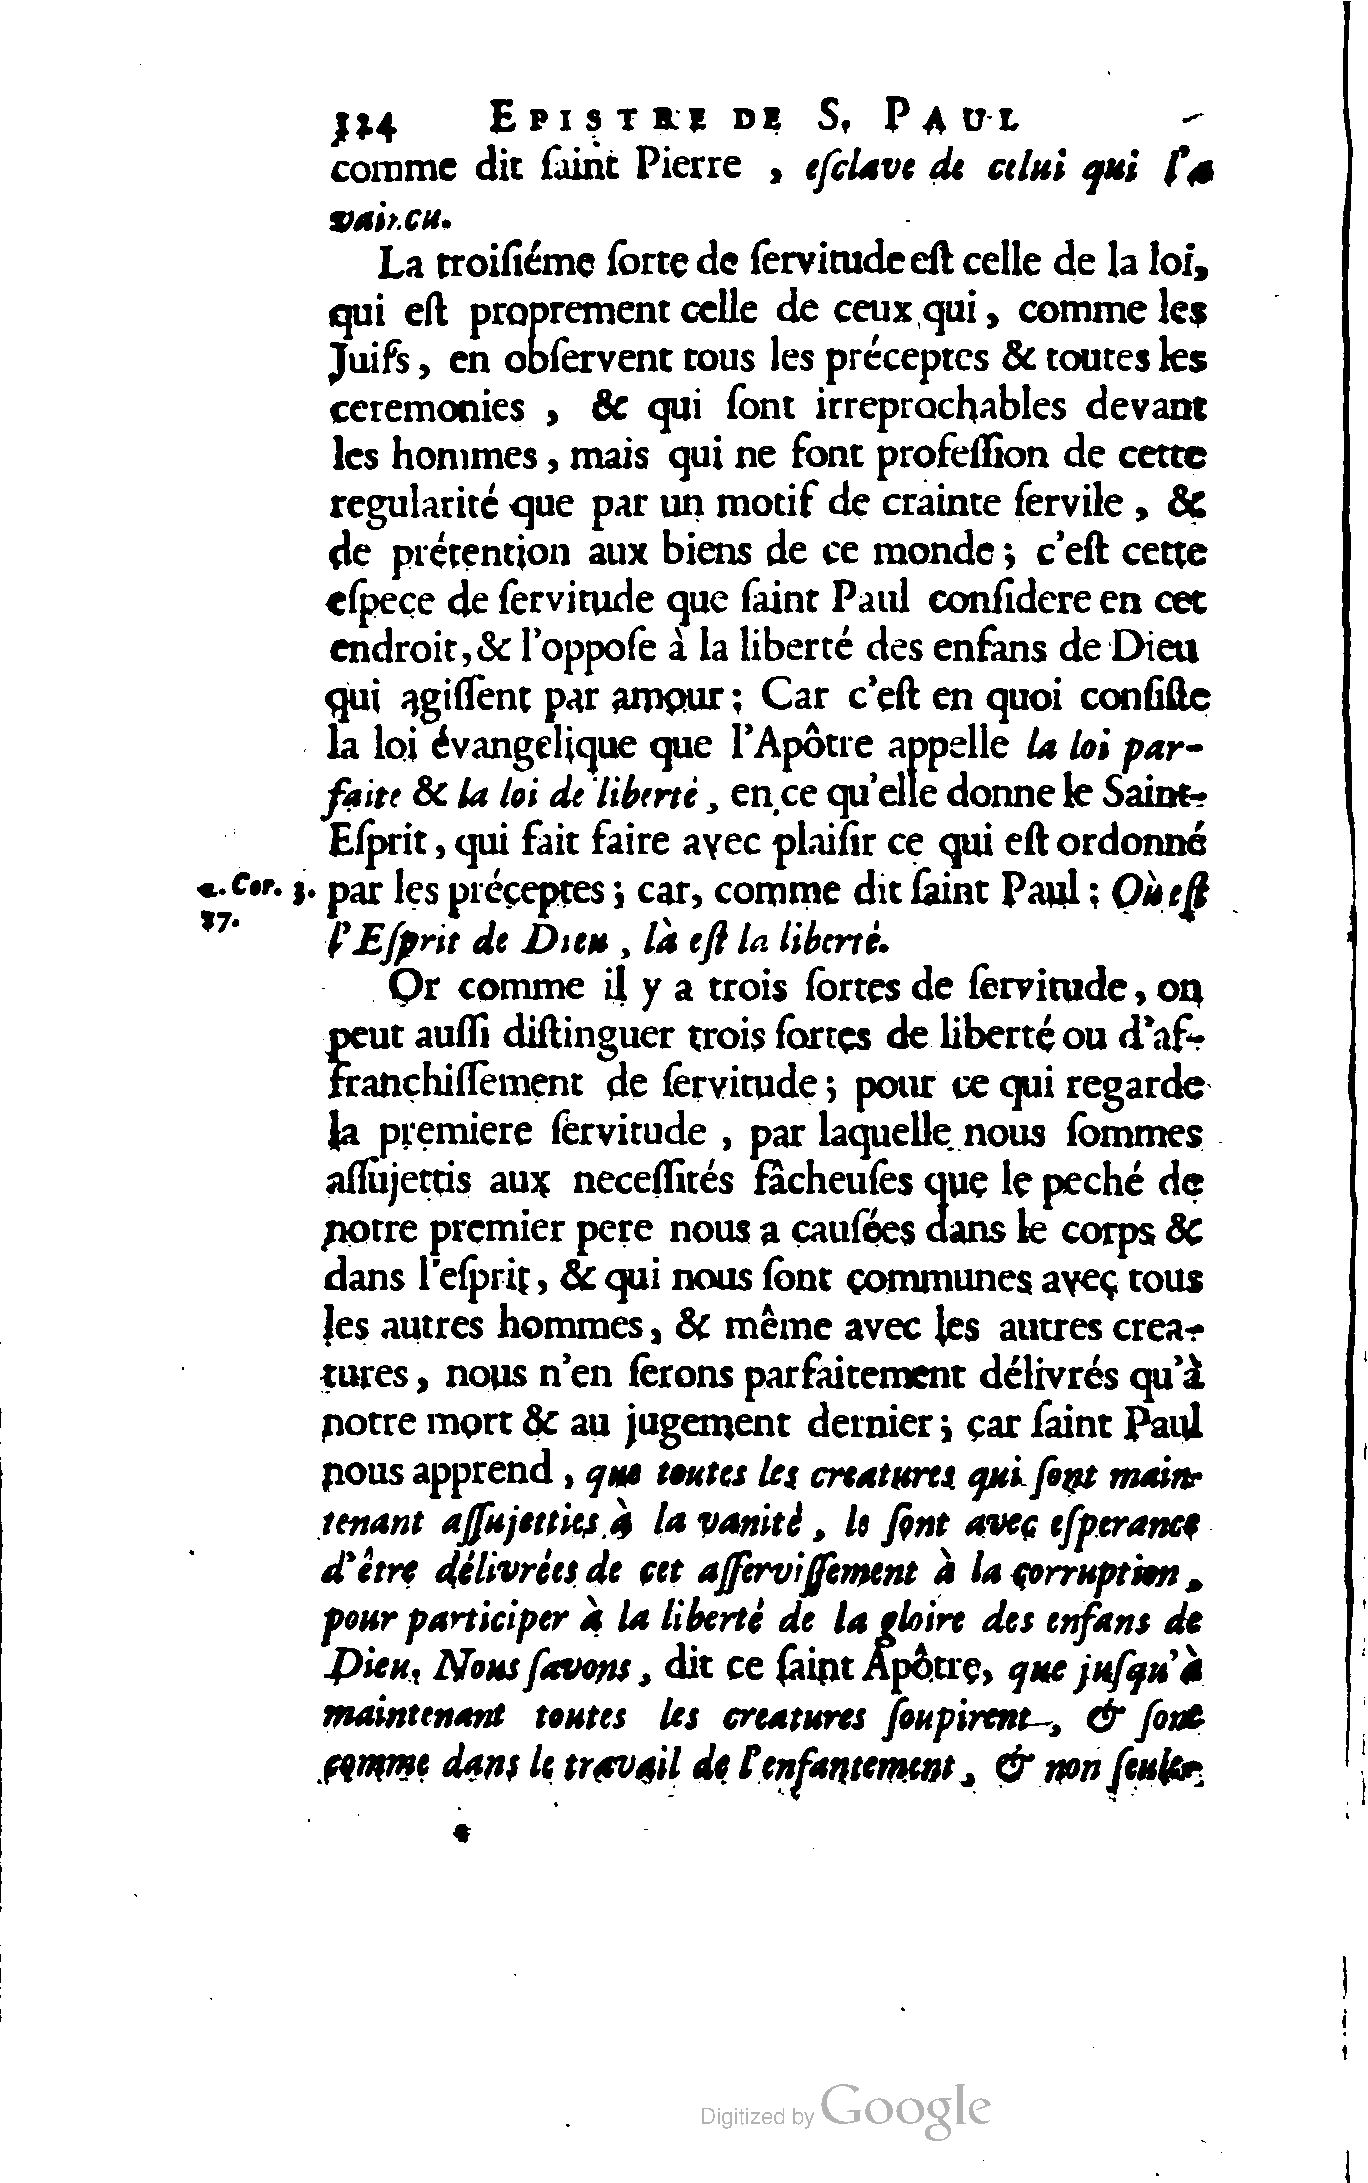 324 EPISTRE DE S. PAUL
comme dit ſaint Pierre , eſclave de celui qui l'a
vaincu.
La troiſiéme ſorte de ſervitude eſt celle de la loi,
qui eſt proprement celle de ceux qui , comme les
Juifs , en obſervent tous les préceptes & toutes les
ceremonies , & qui ſont irreprochables devant
les hommes , mais qui ne font profeſſion de cette
regularité que par un motif de crainte ſervile , &
de prétention aux biens de ce monde ; c'eſt cette
eſpece de ſervitude que ſaint Paul conſidere en cet
endroit, & l'oppoſe à la liberté des enfans de Dieu
qui agiſſent par amour ; Car c'eſt en quoi conſiſte
la loi évangelique que l'Apôtre appelle la loi par-
faite & la loi de liberté , en ce qu'elle donne le Saint-
Eſprit , qui fait faire avec plaiſir ce qui eſt ordonné
2. Cor. 3. par les préceptes ; car, comme dit ſaint Paul : Où eſt
17. l'Eſprit de Dieu , là eſt la liberté.
Or comme il y a trois ſortes de ſervitude , on
peut auſſi diſtinguer trois ſortes de liberté ou d'af-
franchiſſement de ſervitude ; pour ce qui regarde
la premiere ſervitude , par laquelle nous ſommes
aſſujettis aux neceſſités fâcheuſes que le peché de
notre premier pere nous a cauſées dans le corps &
dans l'eſprit , & qui nous ſont communes avec tous
les autres hommes , & même avec les autres crea-
tures , nous n'en ſerons parfaitement délivrés qu'à
notre mort & au jugement dernier ; car ſaint Paul
nous apprend , que toutes les creatures qui ſont main-
tenant aſſujetties à la vanité , le ſont avec eſperance
d'être délivrées de cet aſſerviſſement à la corruption ,
pour participer à la liberté de la gloire des enfans de
Dieu. Nous ſavons , dit ce ſaint Apôtre, que juſqu'à
maintenant toutes les creatures ſoupirent , & ſont
comme dans le travail de l'enfantement , & non ſeule-
Digitized by Google